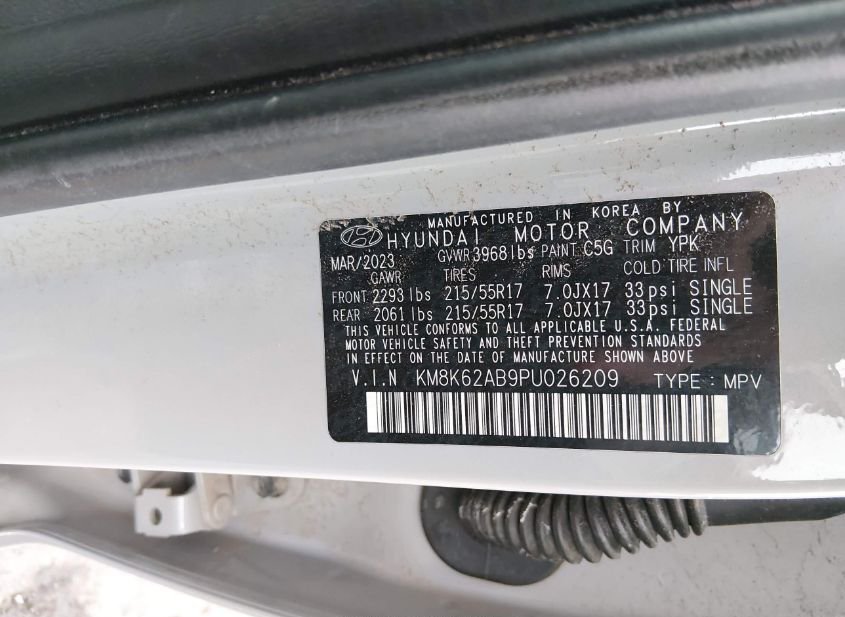 MANUFACTURED IN KOREA BY
HYUNDAI MOTOR COMPANY
MAR/2023 GVWR 3968 lbs PAINT C5G TRIM YPK
GAWR TIRES RIMS COLD TIRE INFL
FRONT 2293 lbs 215/55R17 7.0JX17 33psi SINGLE
REAR 2061 lbs 215/55R17 7.0JX17 33psi SINGLE
THIS VEHICLE CONFORMS TO ALL APPLICABLE U.S.A. FEDERAL
MOTOR VEHICLE SAFETY AND THEFT PREVENTION STANDARDS
IN EFFECT ON THE DATE OF MANUFACTURE SHOWN ABOVE
V.I.N KM8K62AB9PU026209 TYPE : MPV